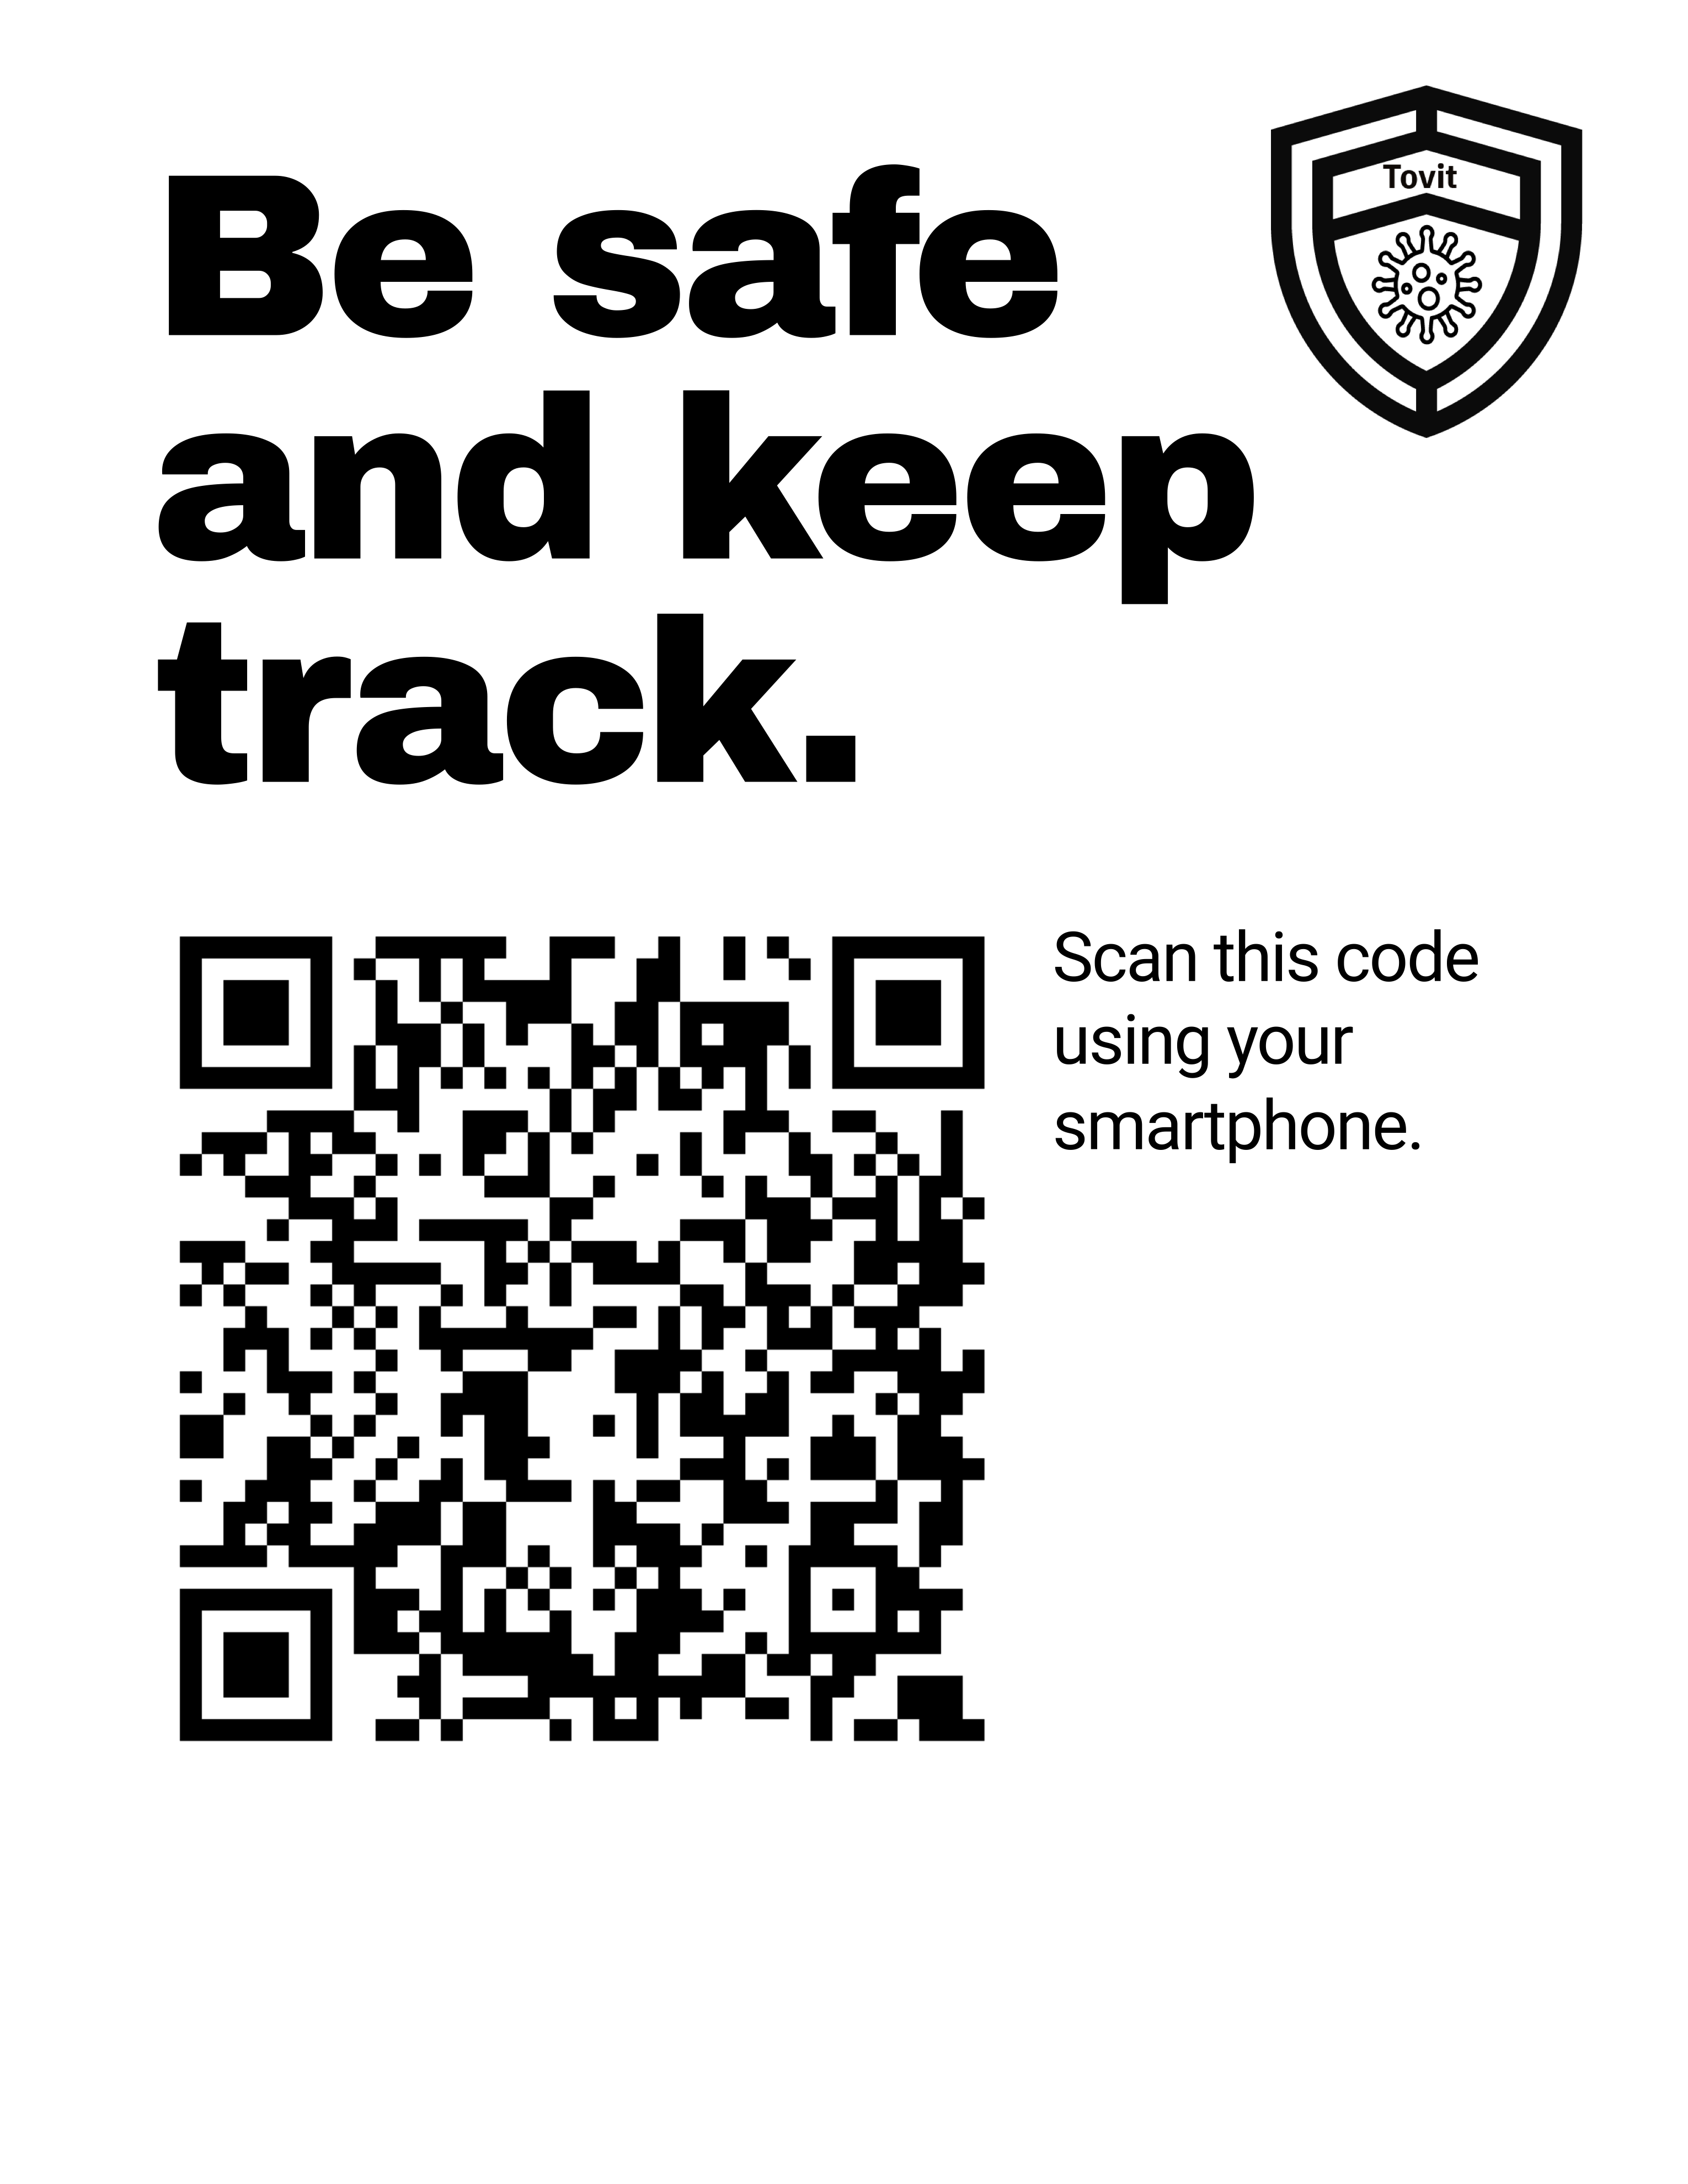 Tovit
Be safe
and keep
track.
Scan this code
using your
smartphone.